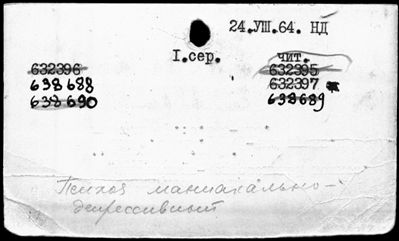 24.VIII.64. НД
I.сер. чит.
632396 632395
638688 632397
638690 638689
Психоз маниакально-
депрессивный